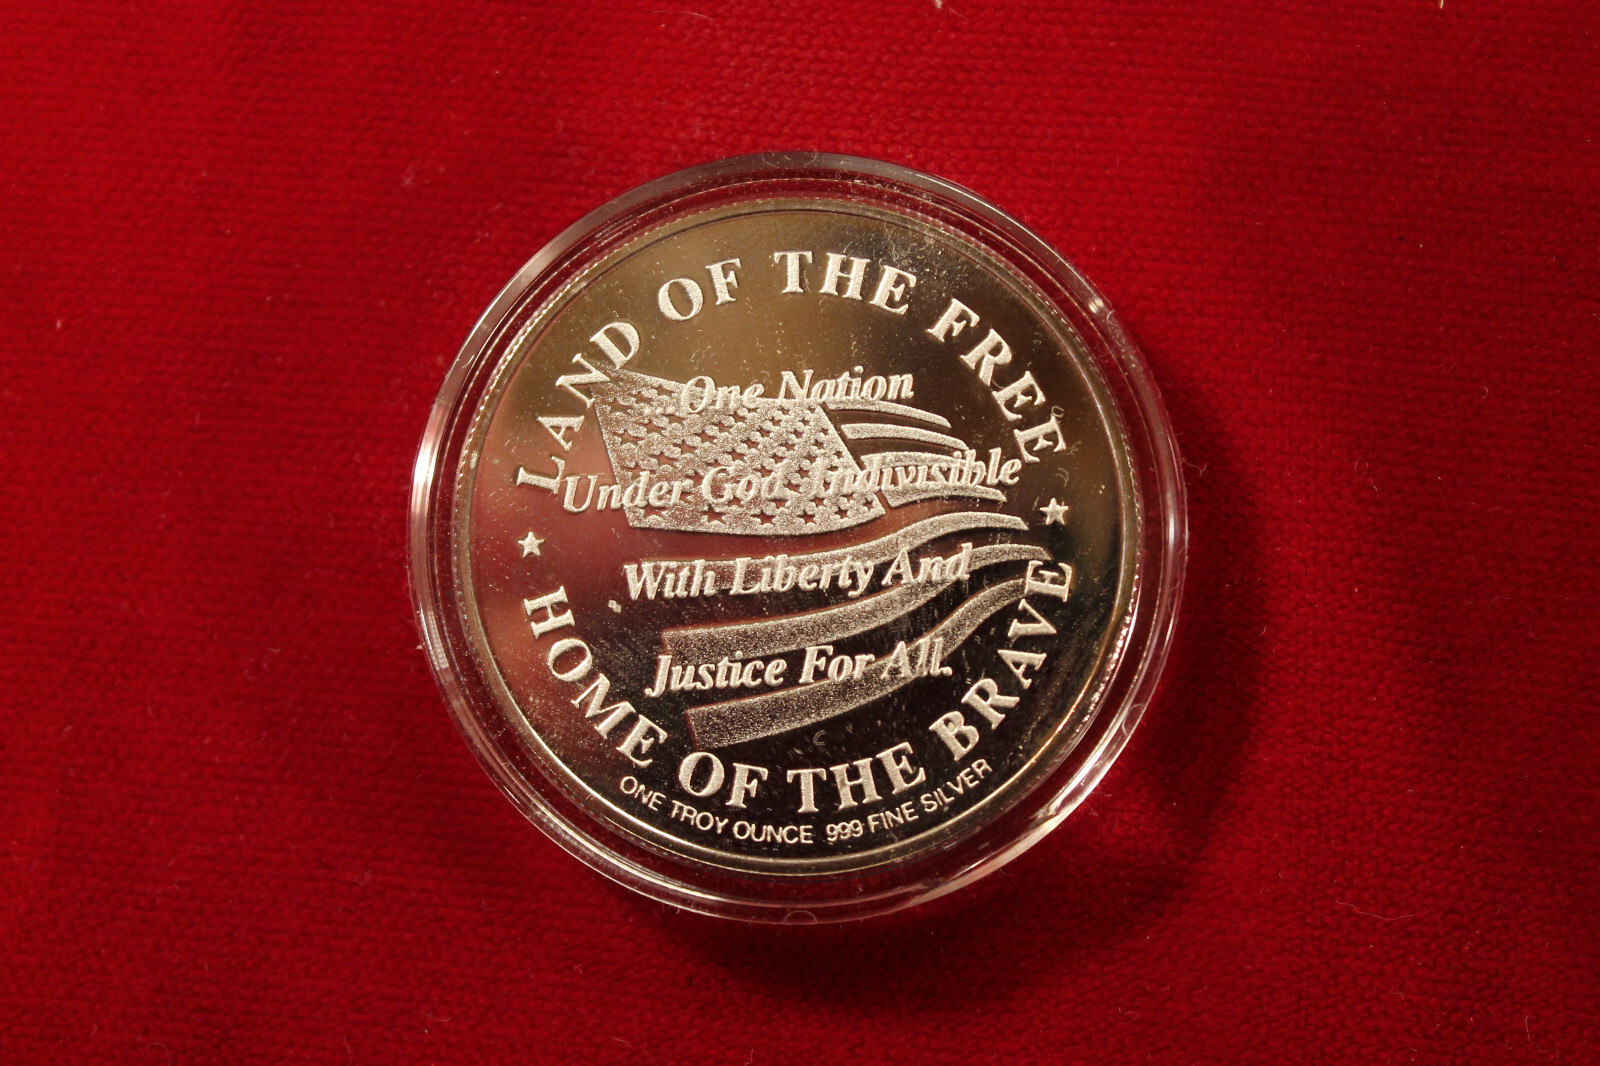 LAND OF THE FREE
One Nation
Under God, Indivisible
With Liberty And
Justice For All.
HOME OF THE BRAVE
ONE TROY OUNCE 999 FINE SILVER